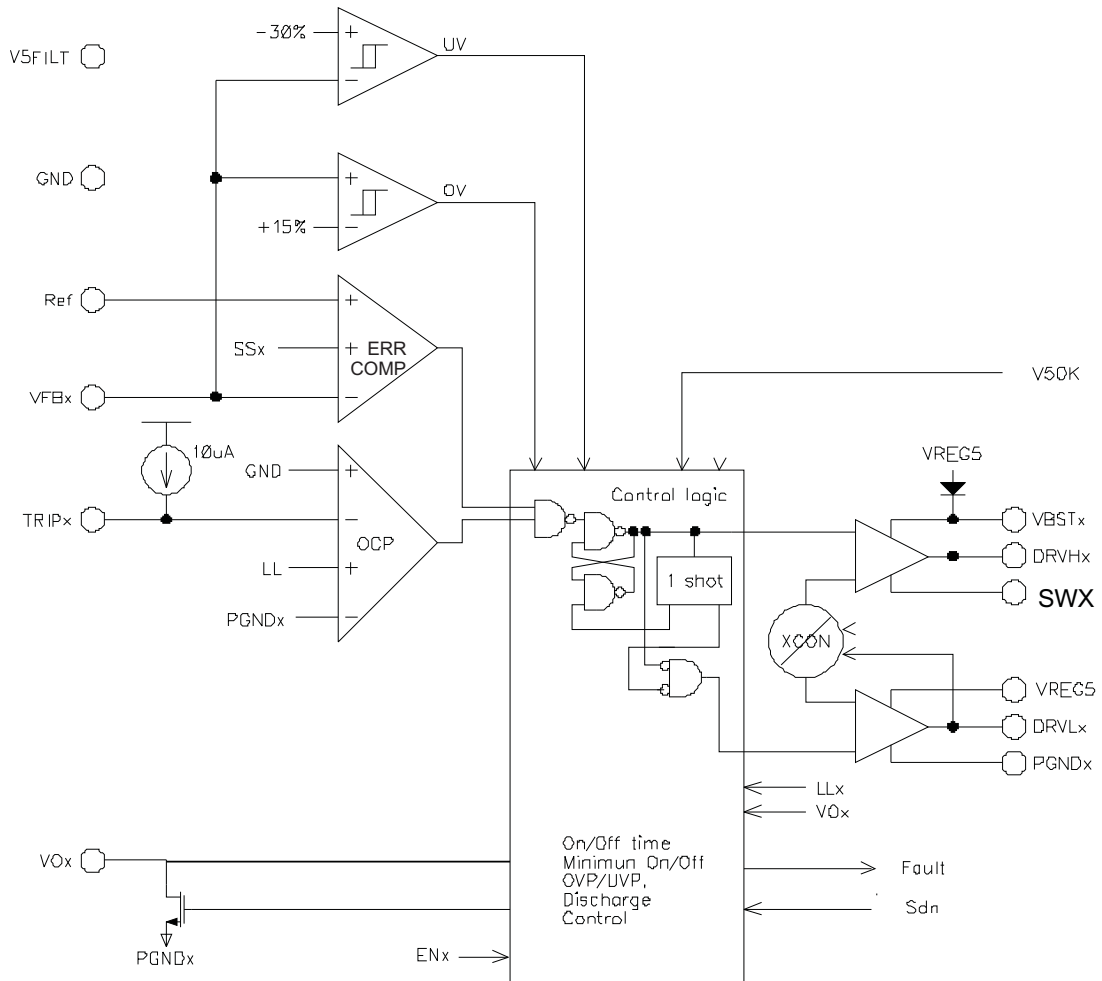 -30%
+
UV
V5FILT
-
GND
+
OV
+15%
-
Ref
+
SSx
+ ERR
COMP
VFBx
-
V5OK
10uA
GND
+
VREG5
Control logic
TRIPx
-
OCP
VBSTx
DRVHx
LL
+
1 shot
SWX
PGNDx
-
XCON
VREG5
DRVLx
PGNDx
LLx
VOx
On/Off time
Minimun On/Off
OVP/UVP,
Discharge
Control
VOx
Fault
Sdn
PGNDx
ENx